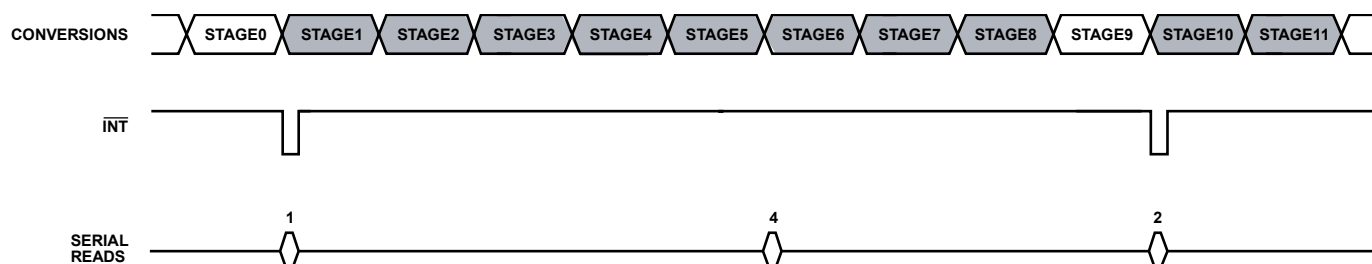 CONVERSIONS STAGE0 STAGE1 STAGE2 STAGE3 STAGE4 STAGE5 STAGE6 STAGE7 STAGE8 STAGE9 STAGE10 STAGE11
INT
1 4 2
SERIAL
READS